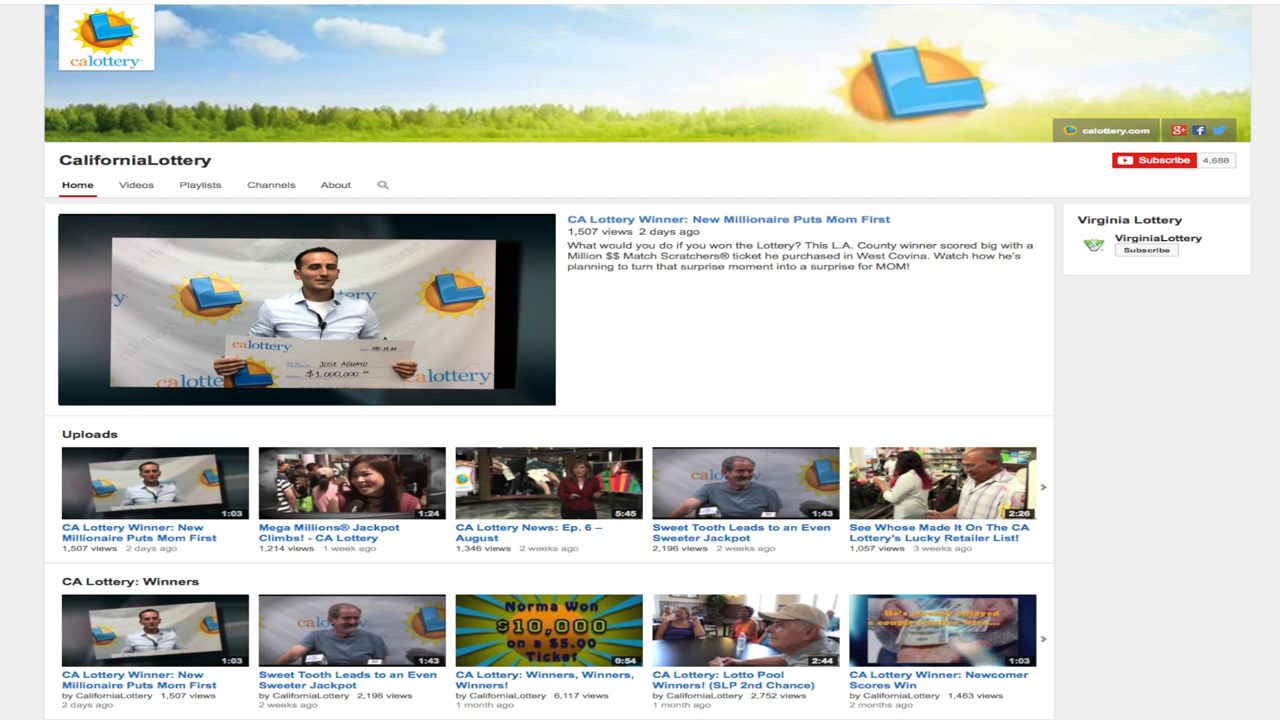 calottery
calottery.com
CaliforniaLottery
Subscribe 4,688
Home Videos Playlists Channels About
CA Lottery Winner: New Millionaire Puts Mom First
1,507 views 2 days ago
What would you do if you won the Lottery? This L.A. County winner scored big with a
Million $$ Match Scratchers® ticket he purchased in West Covina. Watch how he's
planning to turn that surprise moment into a surprise for MOM!
calottery
JOSE AGUAYO
$1,000,000
calotte
alottery
Virginia Lottery
VirginiaLottery
Subscribe
Uploads
1:03 1:24 5:45 1:43 2:26
CA Lottery Winner: New
Millionaire Puts Mom First
1,507 views 2 days ago
Mega Millions® Jackpot
Climbs! - CA Lottery
1,214 views 1 week ago
CA Lottery News: Ep. 6 –
August
1,346 views 2 weeks ago
Sweet Tooth Leads to an Even
Sweeter Jackpot
2,196 views 2 weeks ago
See Whose Made It On The CA
Lottery's Lucky Retailer List!
1,057 views 3 weeks ago
CA Lottery: Winners
Norma Won
$10,000
on a $5.00
Ticket
1:03 1:43 0:54 2:44 1:03
CA Lottery Winner: New
Millionaire Puts Mom First
by CaliforniaLottery 1,507 views
2 days ago
Sweet Tooth Leads to an Even
Sweeter Jackpot
by CaliforniaLottery 2,196 views
2 weeks ago
CA Lottery: Winners, Winners,
Winners!
by CaliforniaLottery 6,117 views
1 month ago
CA Lottery: Lotto Pool
Winners! (SLP 2nd Chance)
by CaliforniaLottery 2,752 views
1 month ago
CA Lottery Winner: Newcomer
Scores Win
by CaliforniaLottery 1,463 views
2 months ago